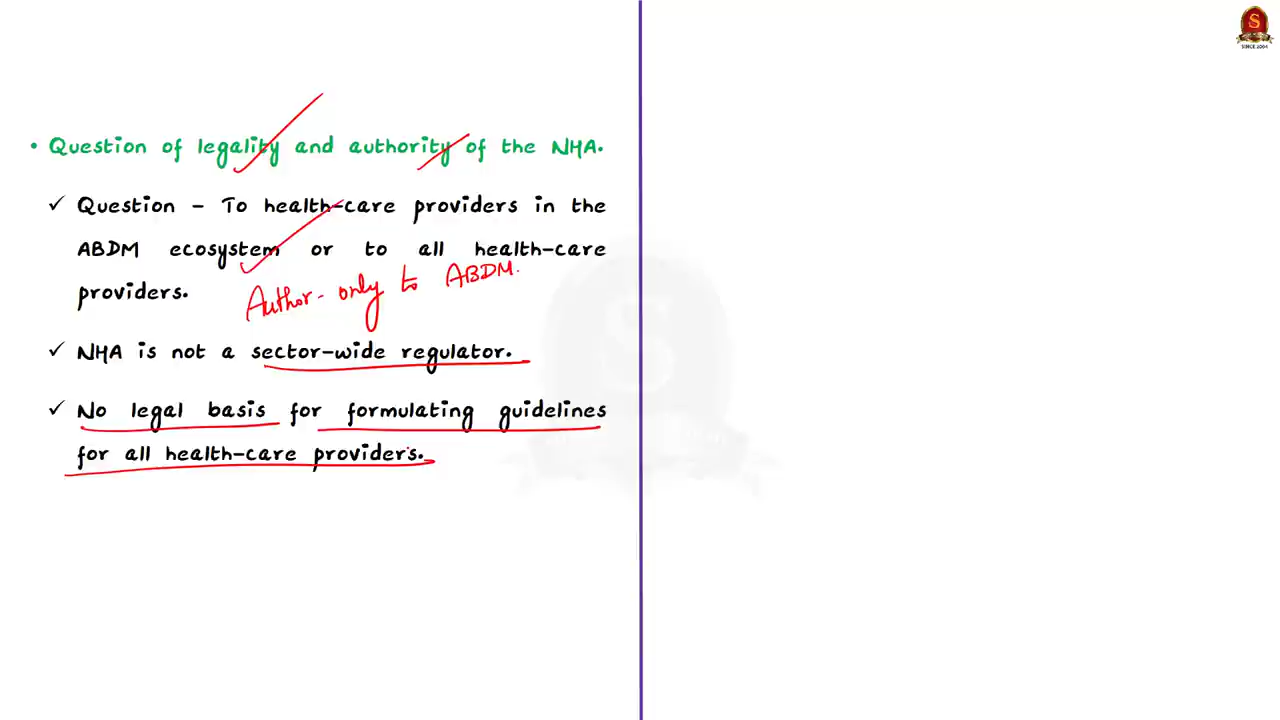 • Question of legality and authority of the NHA.
✓ Question – To health-care providers in the
ABDM ecosystem or to all health-care
providers.
Author - only to ABDM.
✓ NHA is not a sector-wide regulator.
✓ No legal basis for formulating guidelines
for all health-care providers.
S
SINCE 2004